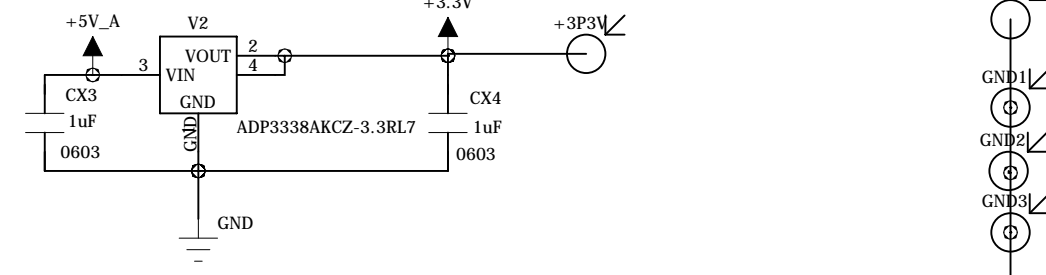 +3.3V
+5V_A
V2
+3P3V
VOUT
2
3
VIN
4
GND1
CX3
GND
CX4
1uF
GND
ADP3338AKCZ-3.3RL7
1uF
0603
0603
GND2
GND3
GND